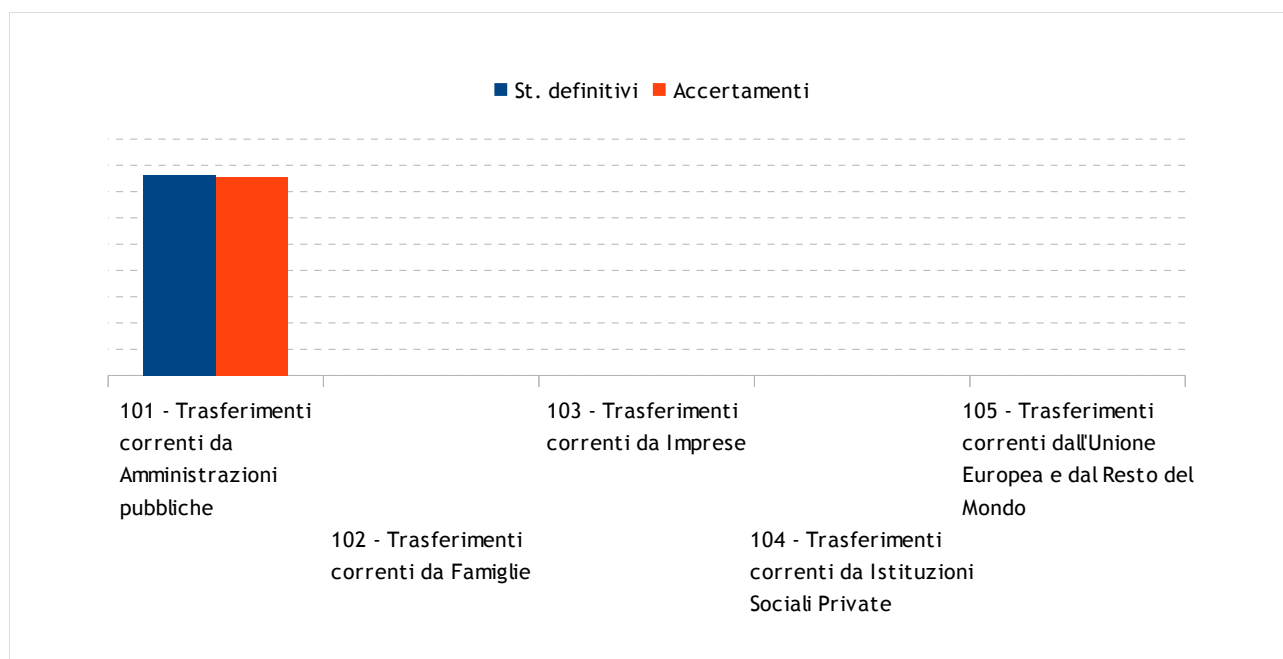 St. definitivi Accertamenti
101 - Trasferimenti
correnti da
Amministrazioni
pubbliche
102 - Trasferimenti
correnti da Famiglie
103 - Trasferimenti
correnti da Imprese
104 - Trasferimenti
correnti da Istituzioni
Sociali Private
105 - Trasferimenti
correnti dall'Unione
Europea e dal Resto del
Mondo